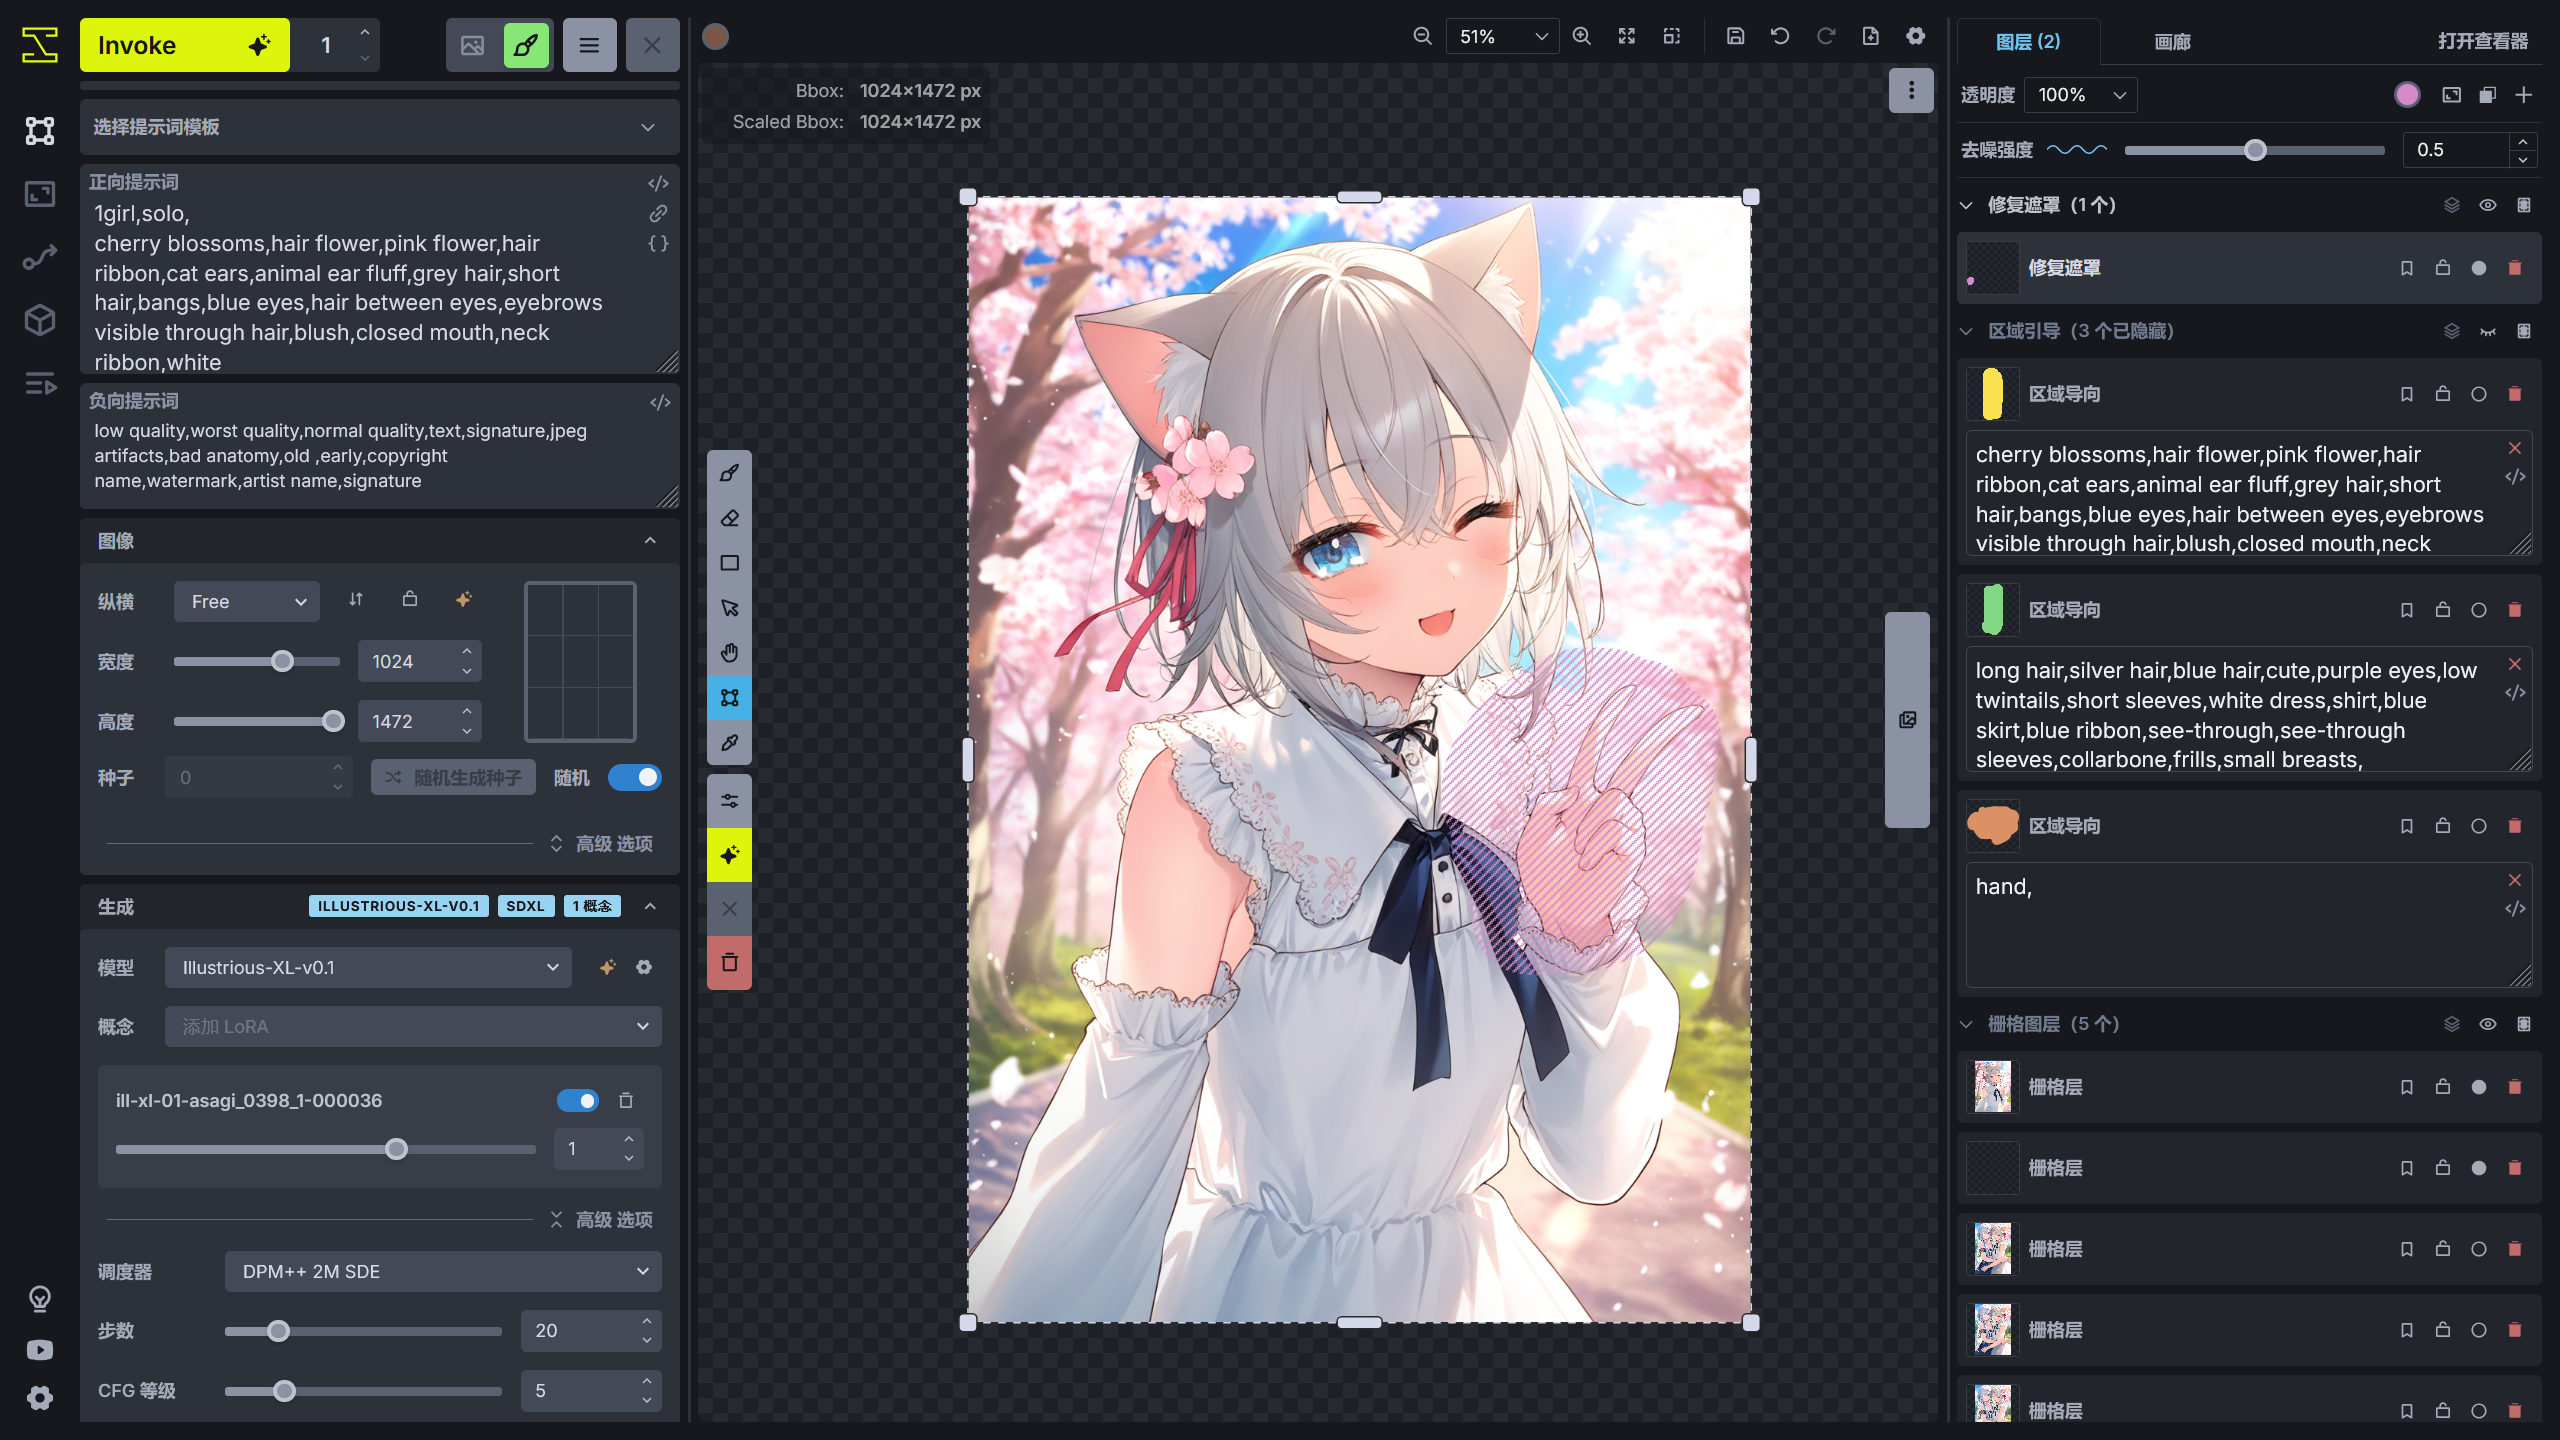 Invoke
1
选择提示词模板
正向提示词
1girl,solo,
cherry blossoms,hair flower,pink flower,hair
ribbon,cat ears,animal ear fluff,grey hair,short
hair,bangs,blue eyes,hair between eyes,eyebrows
visible through hair,blush,closed mouth,neck
ribbon,white
负向提示词
low quality,worst quality,normal quality,text,signature,jpeg
artifacts,bad anatomy,old ,early,copyright
name,watermark,artist name,signature
图像
纵横
Free
宽度
1024
高度
1472
种子
0
随机生成种子
随机
高级 选项
生成
ILLUSTRIOUS-XL-V0.1
SDXL
1 概念
模型
Illustrious-XL-v0.1
概念
添加 LoRA
ill-xl-01-asagi_0398_1-000036
1
高级 选项
调度器
DPM++ 2M SDE
步数
20
CFG 等级
5
51%
Bbox: 1024×1472 px
Scaled Bbox: 1024×1472 px
图层 (2)
画廊
打开查看器
透明度
100%
去噪强度
0.5
修复遮罩 (1 个)
修复遮罩
区域引导 (3 个已隐藏)
区域导向
cherry blossoms,hair flower,pink flower,hair
ribbon,cat ears,animal ear fluff,grey hair,short
hair,bangs,blue eyes,hair between eyes,eyebrows
visible through hair,blush,closed mouth,neck
区域导向
long hair,silver hair,blue hair,cute,purple eyes,low
twintails,short sleeves,white dress,shirt,blue
skirt,blue ribbon,see-through,see-through
sleeves,collarbone,frills,small breasts,
区域导向
hand,
栅格图层 (5 个)
栅格层
栅格层
栅格层
栅格层
栅格层